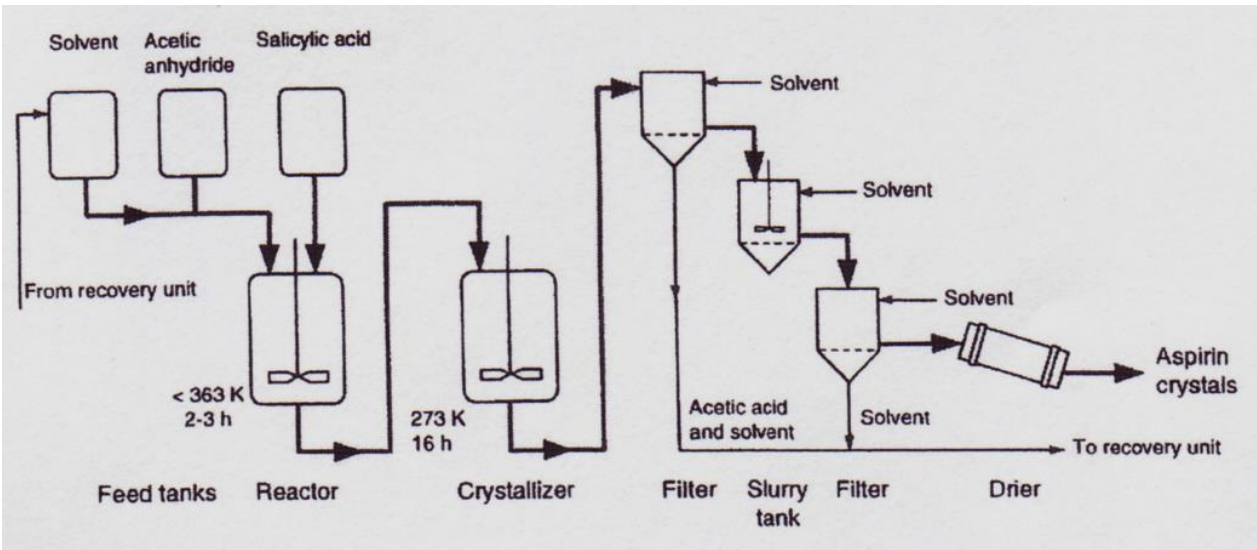 Solvent
Acetic
anhydride
Salicylic acid
Solvent
Solvent
From recovery unit
Solvent
< 363 K
2-3 h
273 K
16 h
Acetic acid
and solvent
Solvent
Aspirin
crystals
To recovery unit
Feed tanks
Reactor
Crystallizer
Filter
Slurry
tank
Filter
Drier